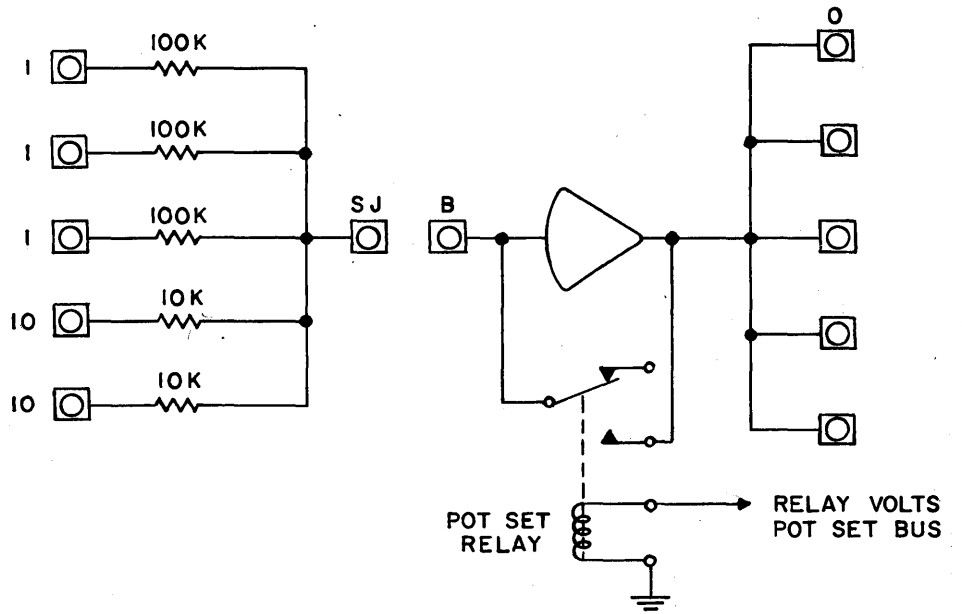 O
100K
1
100K
1
SJ
B
100K
1
10K
10
10K
10
POT SET
RELAY
RELAY VOLTS
POT SET BUS